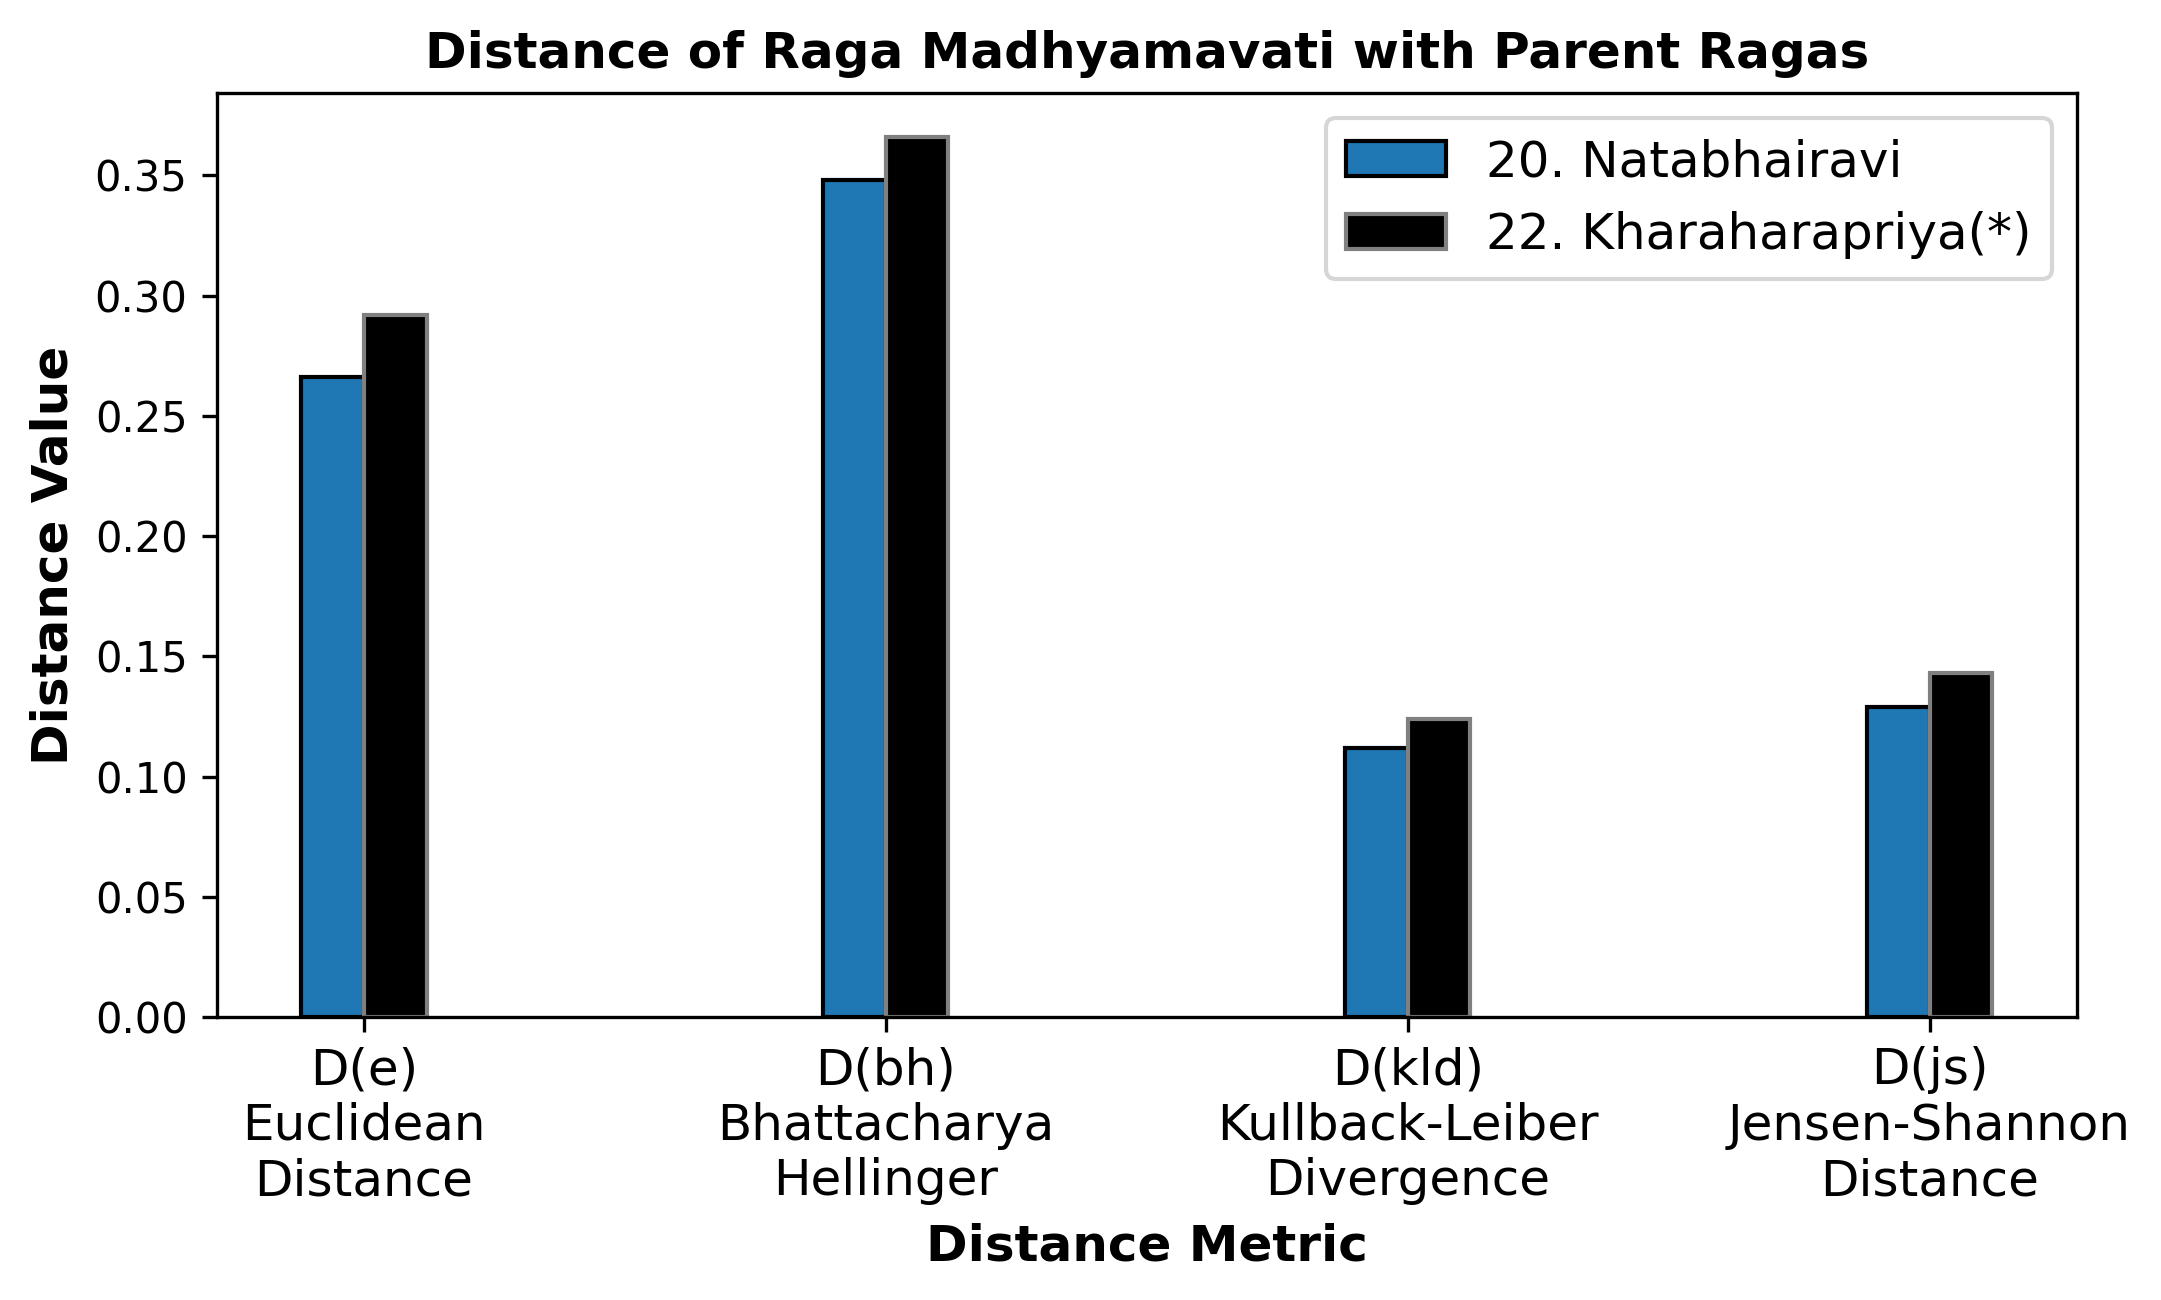 Distance of Raga Madhyamavati with Parent Ragas
20. Natabhairavi
22. Kharaharapriya(*)
Distance Value
0.35
0.30
0.25
0.20
0.15
0.10
0.05
0.00
D(e)
Euclidean
Distance
D(bh)
Bhattacharya
Hellinger
D(kld)
Kullback-Leiber
Divergence
D(js)
Jensen-Shannon
Distance
Distance Metric